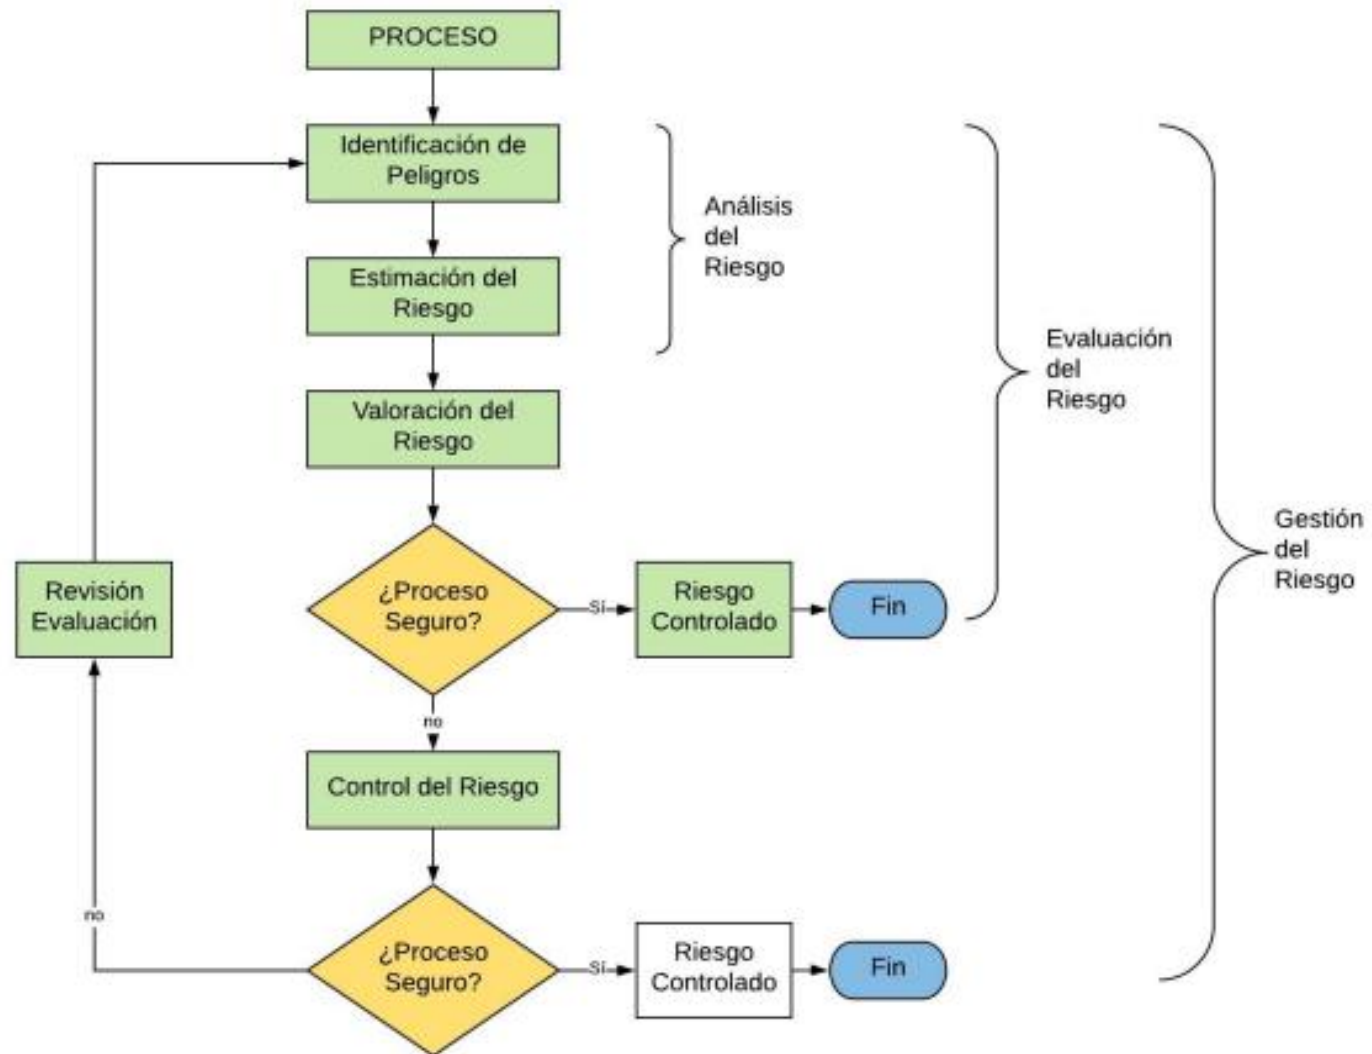 PROCESO
Identificación de
Peligros
Análisis
del
Riesgo
Estimación del
Riesgo
Evaluación
del
Riesgo
Valoración del
Riesgo
Gestión
del
Riesgo
Revisión
Evaluación
¿Proceso
Seguro?
Sí
Riesgo
Controlado
Fin
no
Control del Riesgo
no
¿Proceso
Seguro?
Sí
Riesgo
Controlado
Fin